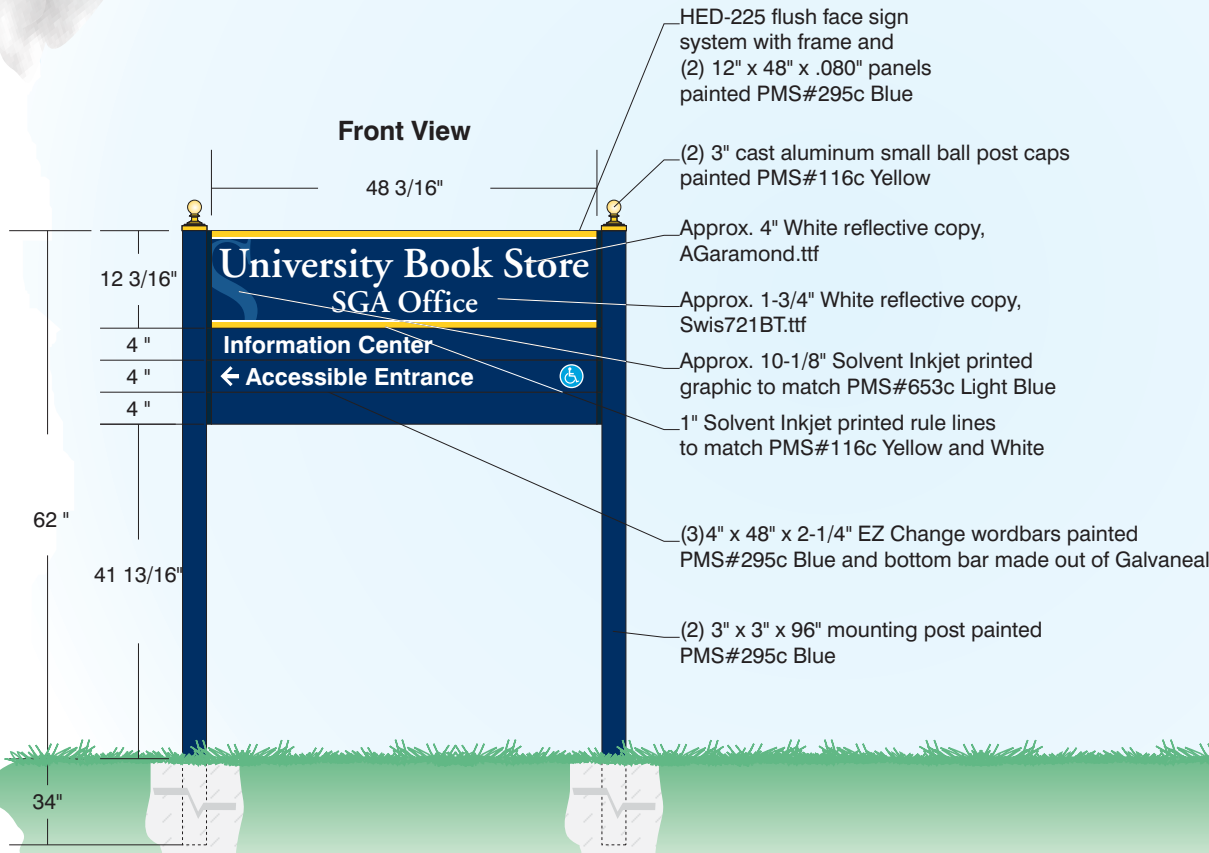 HED-225 flush face sign
system with frame and
(2) 12" x 48" x .080" panels
painted PMS#295c Blue
Front View
(2) 3" cast aluminum small ball post caps
painted PMS#116c Yellow
48 3/16"
Approx. 4" White reflective copy,
AGaramond.ttf
University Book Store
12 3/16"
SGA Office
Approx. 1-3/4" White reflective copy,
Swis721BT.ttf
S
4 "
Information Center
Approx. 10-1/8" Solvent Inkjet printed
graphic to match PMS#653c Light Blue
4 "
← Accessible Entrance
4 "
1" Solvent Inkjet printed rule lines
to match PMS#116c Yellow and White
62 "
(3)4" x 48" x 2-1/4" EZ Change wordbars painted
PMS#295c Blue and bottom bar made out of Galvaneal
41 13/16"
(2) 3" x 3" x 96" mounting post painted
PMS#295c Blue
34"